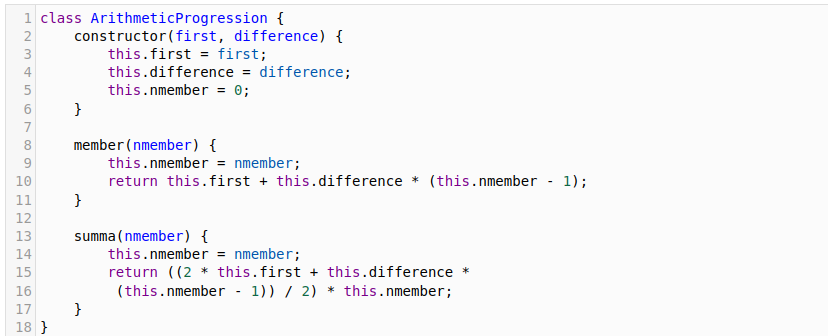 1 class ArithmeticProgression {
2     constructor(first, difference) {
3         this.first = first;
4         this.difference = difference;
5         this.nmember = 0;
6     }
7
8     member(nmember) {
9         this.nmember = nmember;
10         return this.first + this.difference * (this.nmember - 1);
11     }
12
13     summa(nmember) {
14         this.nmember = nmember;
15         return ((2 * this.first + this.difference *
16          (this.nmember - 1)) / 2) * this.nmember;
17     }
18 }